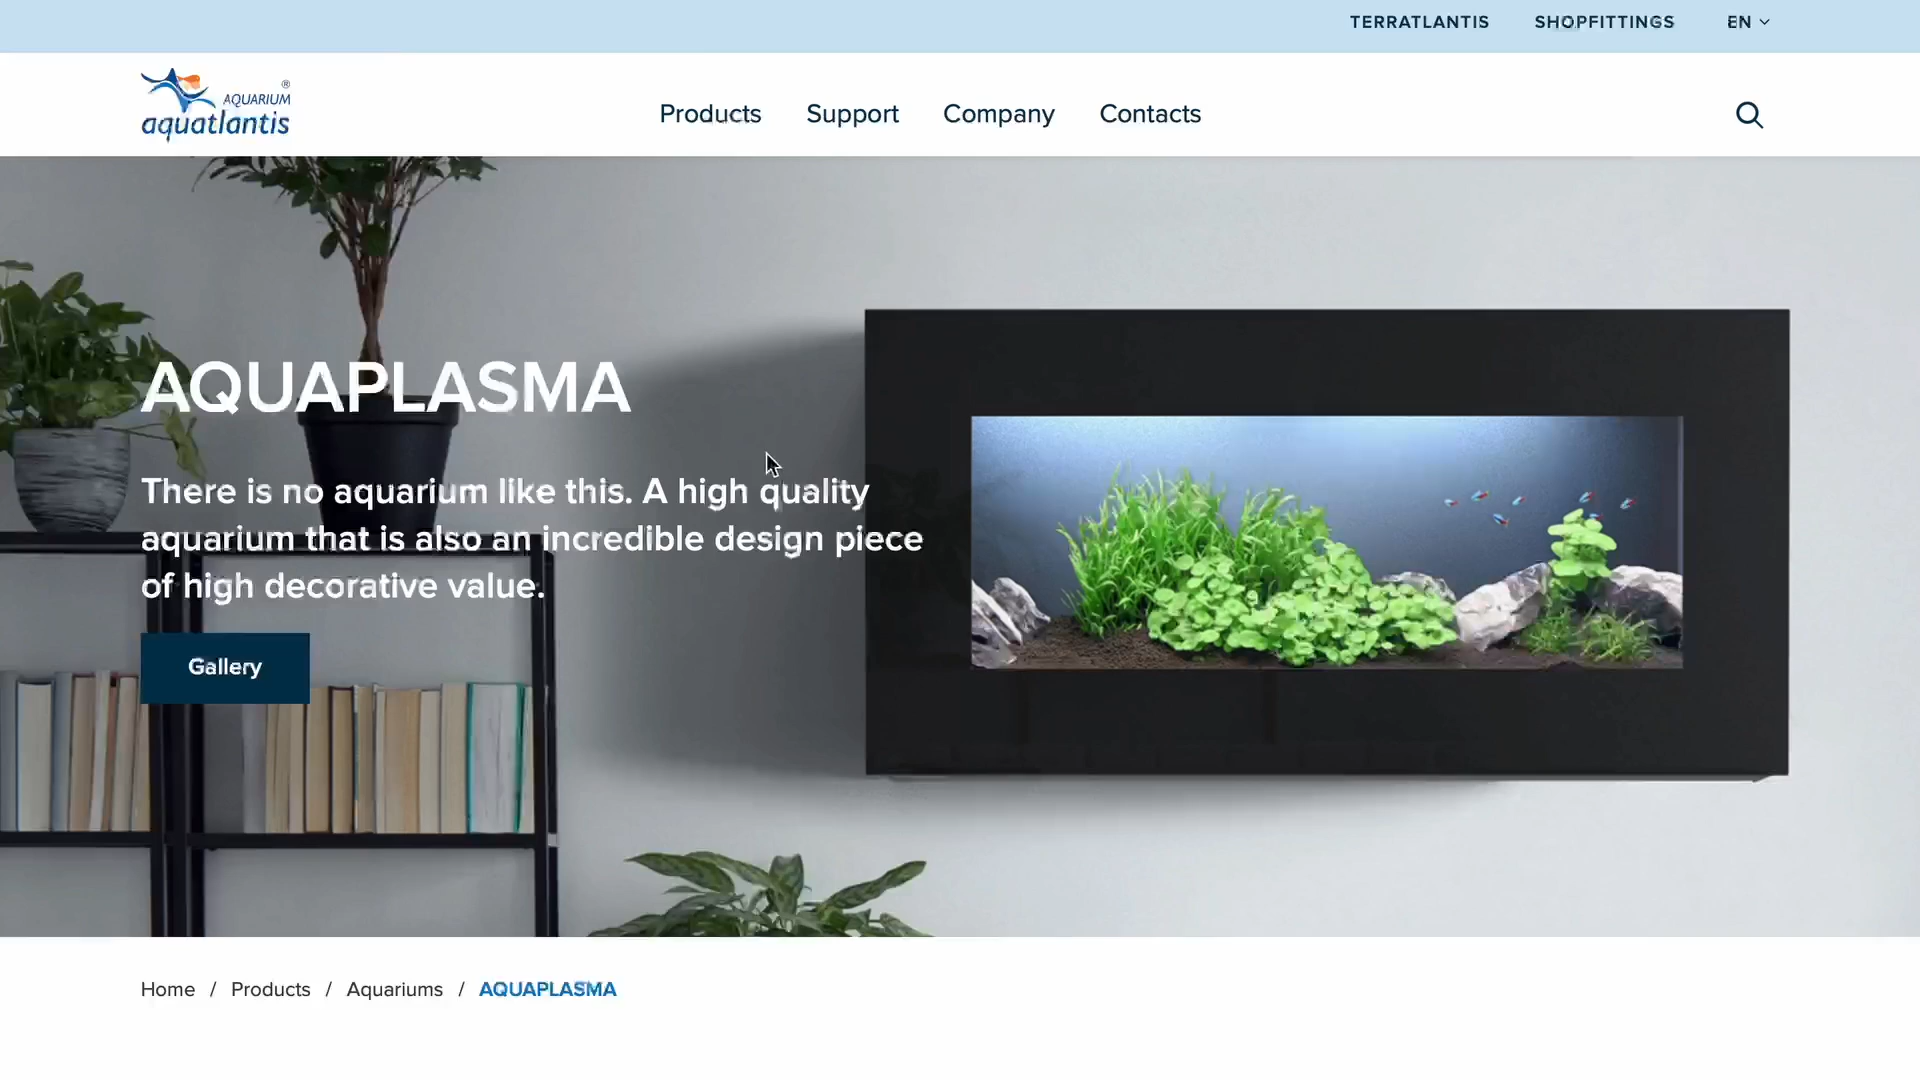 TERRATLANTIS SHOPFITTINGS EN
AQUARIUM ®
aquatlantis
Products Support Company Contacts
AQUAPLASMA
There is no aquarium like this. A high quality
aquarium that is also an incredible design piece
of high decorative value.
Gallery
Home / Products / Aquariums / AQUAPLASMA